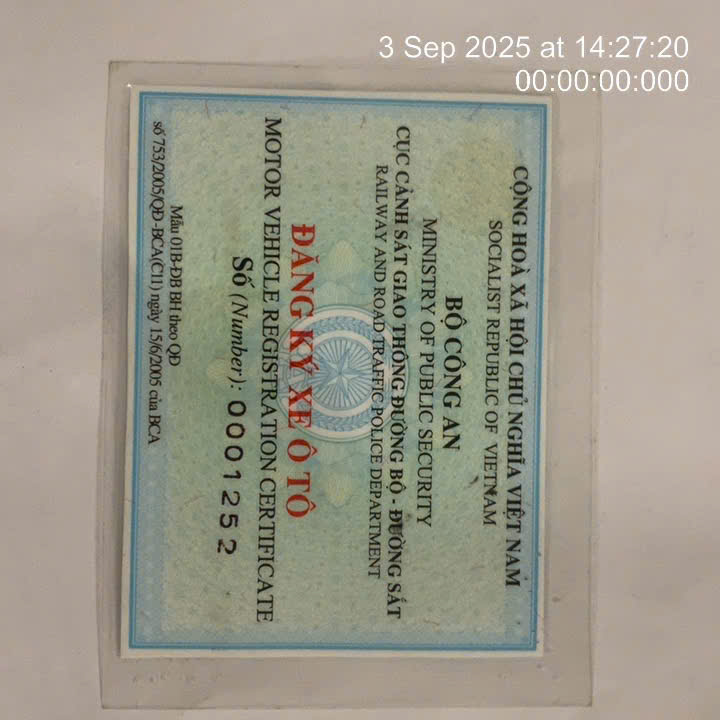 3 Sep 2025 at 14:27:20
00:00:00:000
CỘNG HOÀ XÃ HỘI CHỦ NGHĨA VIỆT NAM
SOCIALIST REPUBLIC OF VIETNAM
BỘ CÔNG AN
MINISTRY OF PUBLIC SECURITY
CỤC CẢNH SÁT GIAO THÔNG ĐƯỜNG BỘ - ĐƯỜNG SẮT
RAILWAY AND ROAD TRAFFIC POLICE DEPARTMENT
ĐĂNG KÝ XE Ô TÔ
MOTOR VEHICLE REGISTRATION CERTIFICATE
Số (Number): 0001252
Mẫu 01B-ĐB BH theo QĐ
số 753/2005/QĐ-BCA(C11) ngày 15/6/2005 của BCA